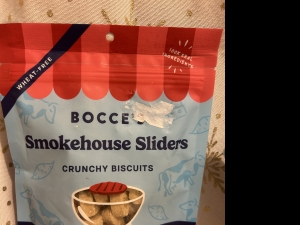 WHEAT-FREE
BOCCE'S
Smokehouse Sliders
CRUNCHY BISCUITS